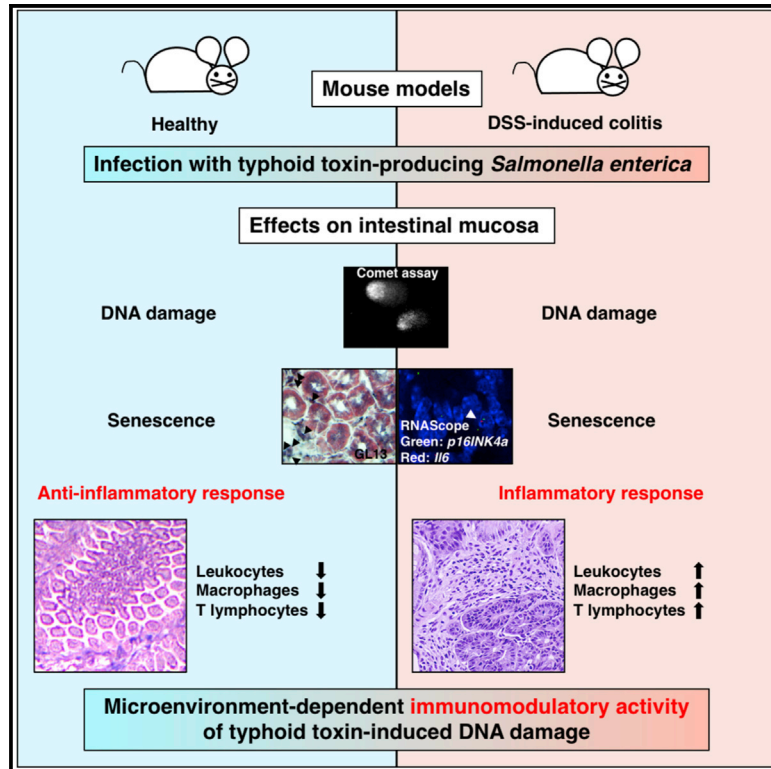 Mouse models
Healthy
DSS-induced colitis
Infection with typhoid toxin-producing Salmonella enterica
Effects on intestinal mucosa
Comet assay
DNA damage
DNA damage
Senescence
GL13
RNAScope
Green: p16INK4a
Red: Il6
Senescence
Anti-inflammatory response
Inflammatory response
Leukocytes ⬇
Macrophages ⬇
T lymphocytes ⬇
Leukocytes ⬆
Macrophages ⬆
T lymphocytes ⬆
Microenvironment-dependent immunomodulatory activity
of typhoid toxin-induced DNA damage